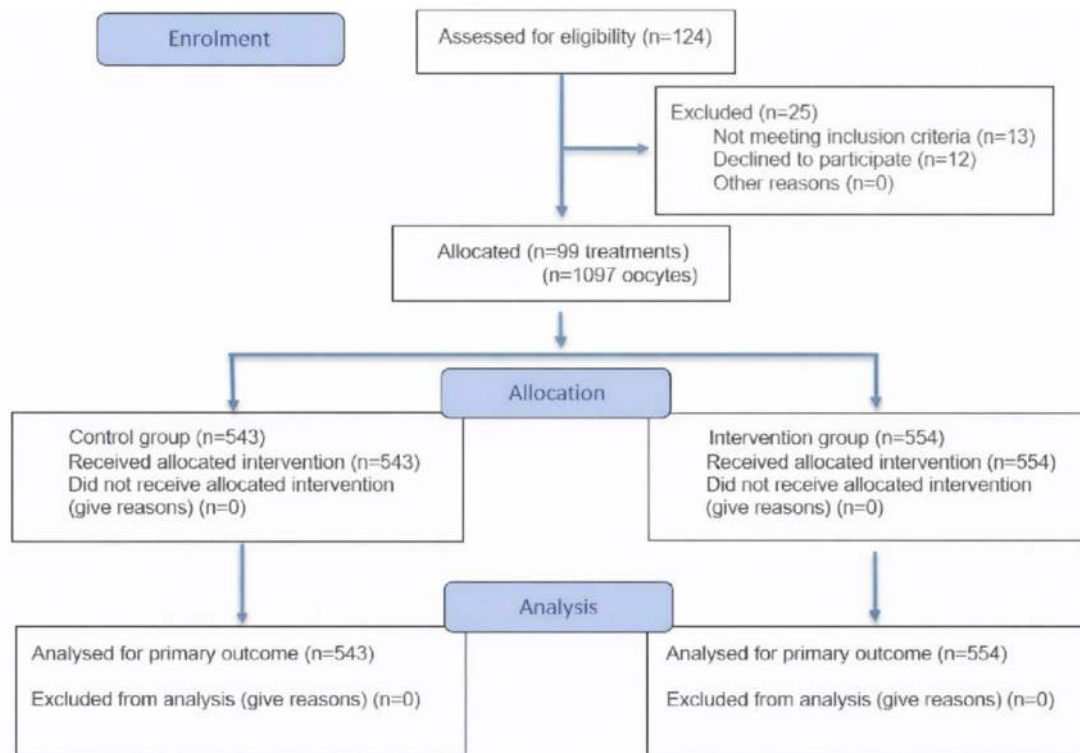 Enrolment
Assessed for eligibility (n=124)
Excluded (n=25)
Not meeting inclusion criteria (n=13)
Declined to participate (n=12)
Other reasons (n=0)
Allocated (n=99 treatments)
(n=1097 oocytes)
Allocation
Control group (n=543)
Received allocated intervention (n=543)
Did not receive allocated intervention
(give reasons) (n=0)
Intervention group (n=554)
Received allocated intervention (n=554)
Did not receive allocated intervention
(give reasons) (n=0)
Analysis
Analysed for primary outcome (n=543)
Excluded from analysis (give reasons) (n=0)
Analysed for primary outcome (n=554)
Excluded from analysis (give reasons) (n=0)